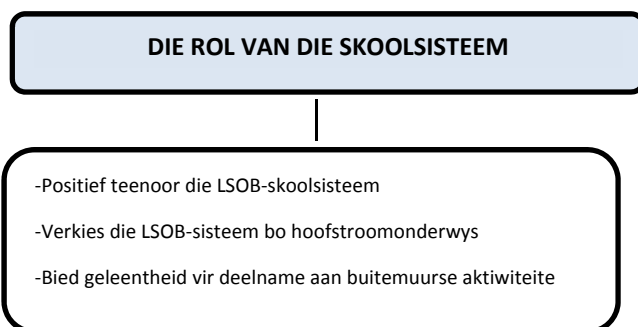 DIE ROL VAN DIE SKOOLSISTEEM
-Positief teenoor die LSOB-skoolsisteem
-Verkies die LSOB-sisteem bo hoofstroomonderwys
-Bied geleentheid vir deelname aan buitemuurse aktiwiteite